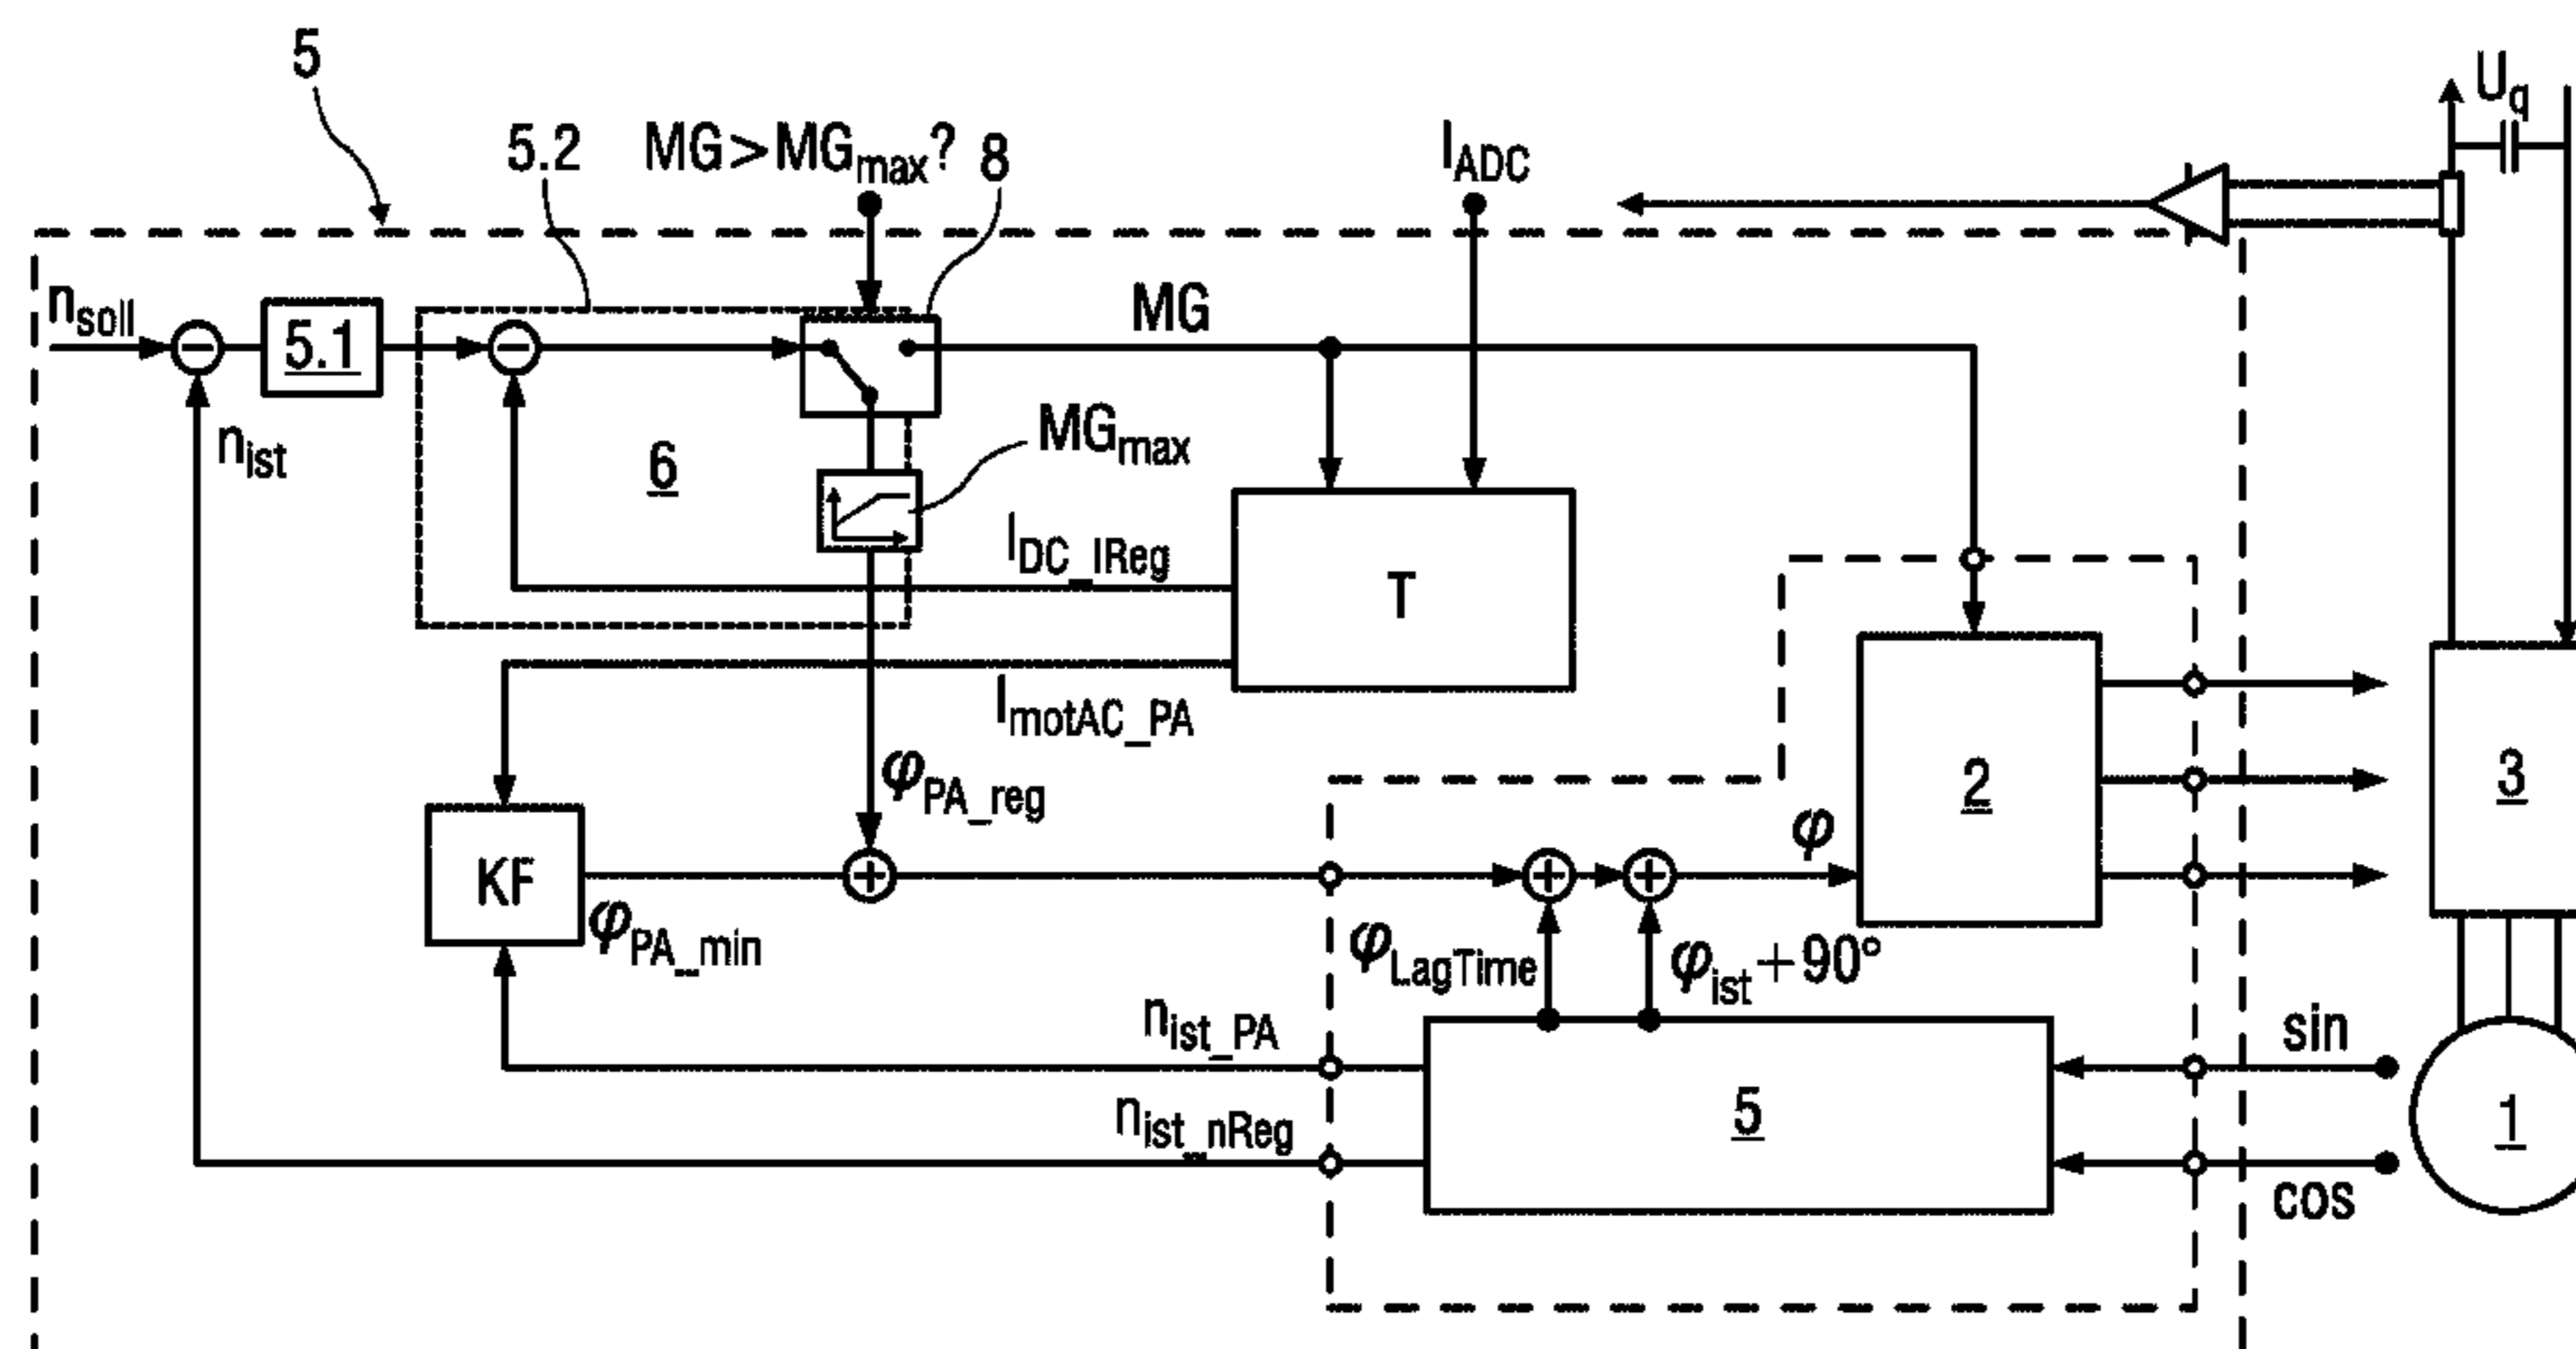 5
5.2
MG>MGmax?
8
IADC
Uq
nsoll
5.1
MG
nist
6
MGmax
IDC_IReg
T
ImotAC_PA
φPA_reg
2
3
KF
φPA_min
φ
φLagTime
φist+90°
nist_PA
sin
nist_nReg
5
1
cos